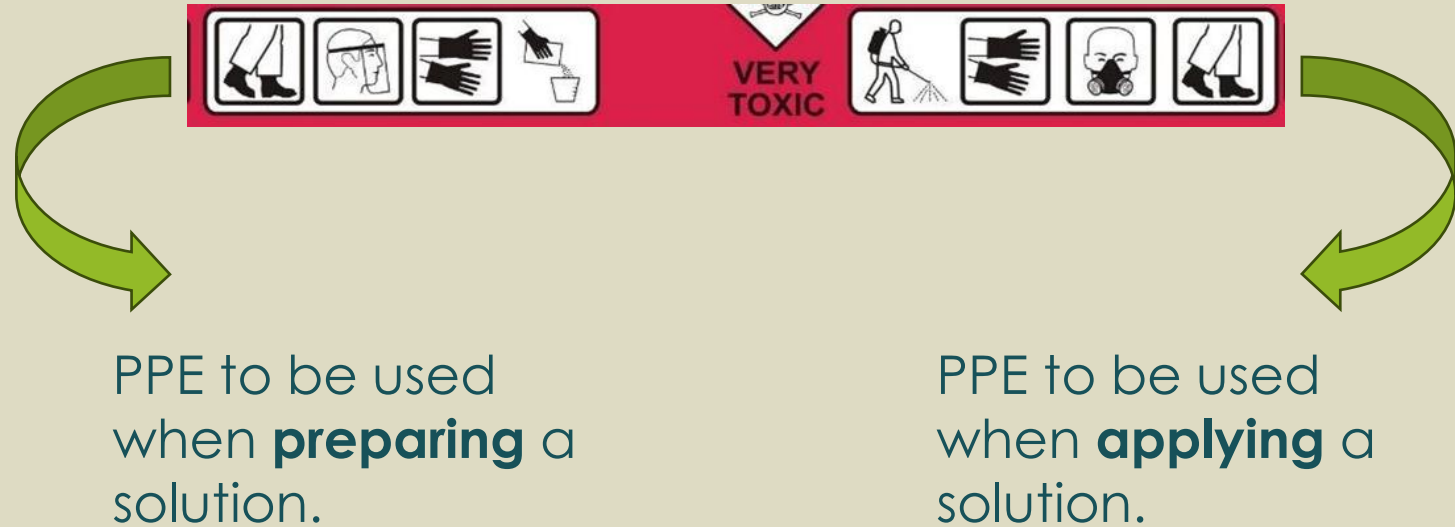 VERY
TOXIC
PPE to be used
when preparing a
solution.
PPE to be used
when applying a
solution.